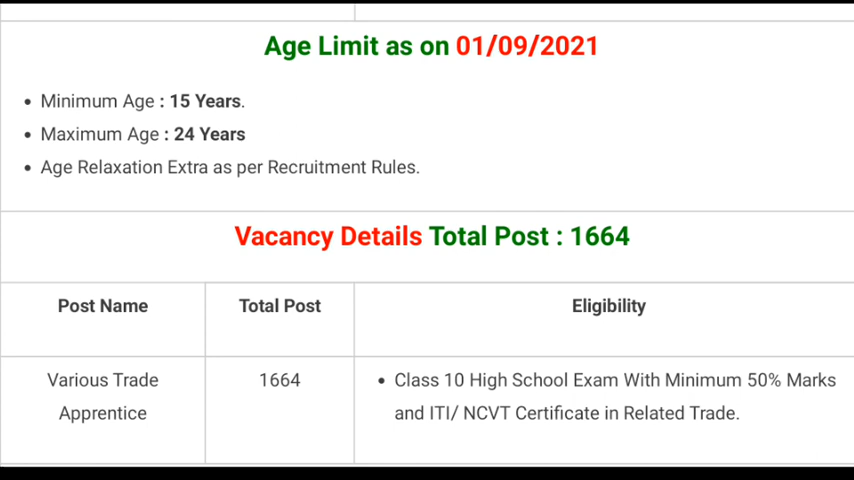 Age Limit as on 01/09/2021
• Minimum Age : 15 Years.
• Maximum Age : 24 Years
• Age Relaxation Extra as per Recruitment Rules.
Vacancy Details Total Post : 1664
Post Name Total Post Eligibility
Various Trade Apprentice
1664
• Class 10 High School Exam With Minimum 50% Marks
and ITI/ NCVT Certificate in Related Trade.